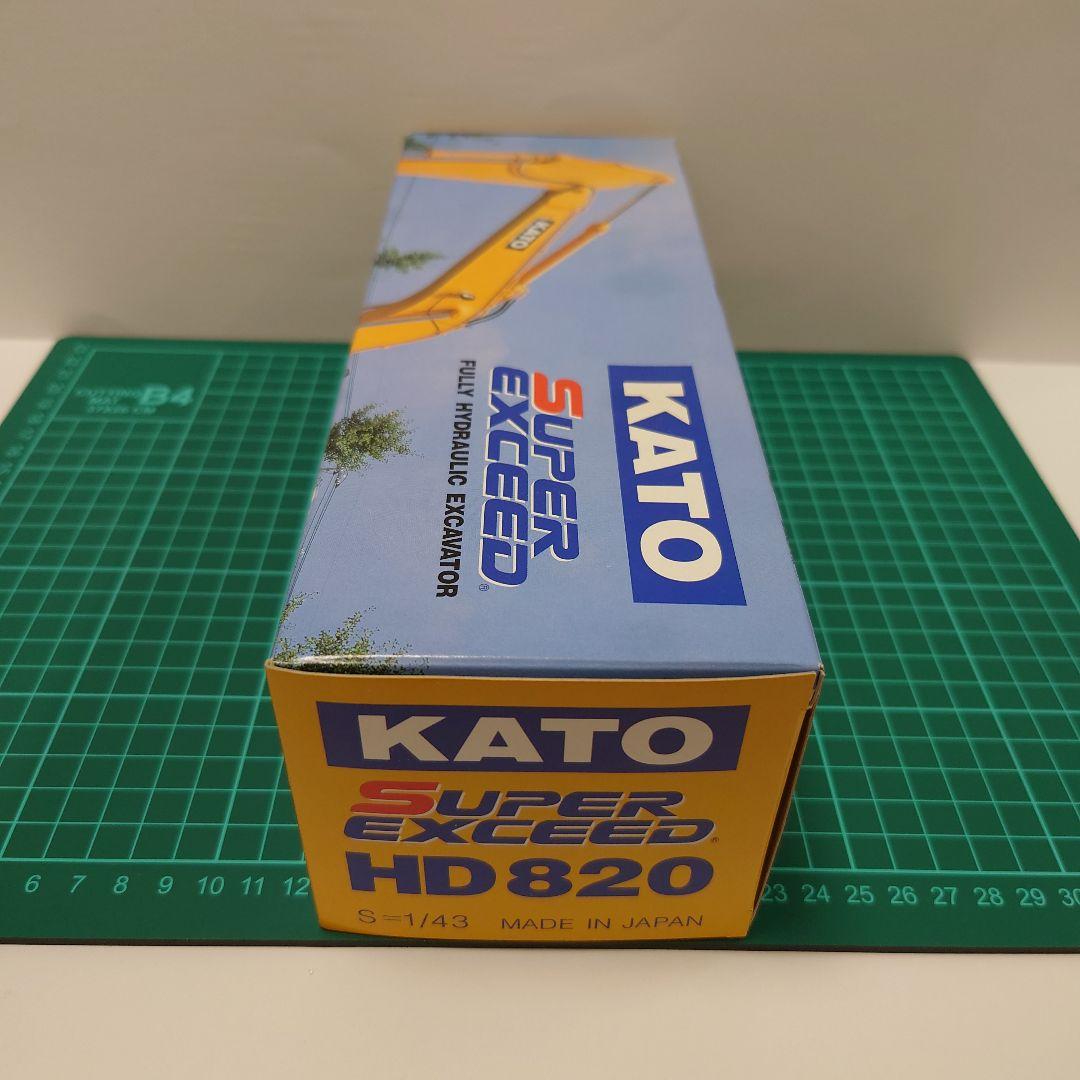 KATO
KATO
SUPER
EXCEED®
FULLY HYDRAULIC EXCAVATOR
KATO
SUPER
EXCEED®
HD820
S=1/43 MADE IN JAPAN
B4
6 7 8 9 10 11 12
23 24 25 26 27 28 29 30